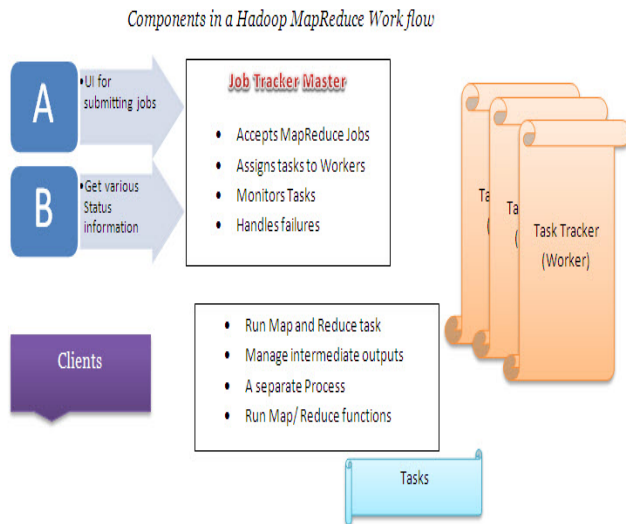 Components in a Hadoop MapReduce Work flow
A
• UI for
submitting jobs
B
• Get various
Status
information
Job Tracker Master
• Accepts MapReduce Jobs
• Assigns tasks to Workers
• Monitors Tasks
• Handles failures
Task Tracker
(Worker)
Clients
• Run Map and Reduce task
• Manage intermediate outputs
• A separate Process
• Run Map/ Reduce functions
Tasks